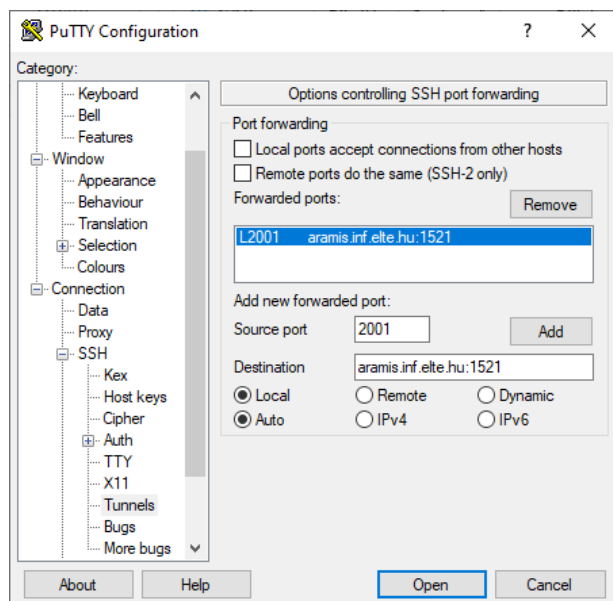 PuTTY Configuration
?
Category:
Keyboard
Bell
Features
Window
Appearance
Behaviour
Translation
Selection
Colours
Connection
Data
Proxy
SSH
Kex
Host keys
Cipher
Auth
TTY
X11
Tunnels
Bugs
More bugs
Options controlling SSH port forwarding
Port forwarding
Local ports accept connections from other hosts
Remote ports do the same (SSH-2 only)
Forwarded ports:
Remove
L2001 aramis.inf.elte.hu:1521
Add new forwarded port:
Source port 2001 Add
Destination aramis.inf.elte.hu:1521
Local Remote Dynamic
Auto IPv4 IPv6
About Help Open Cancel